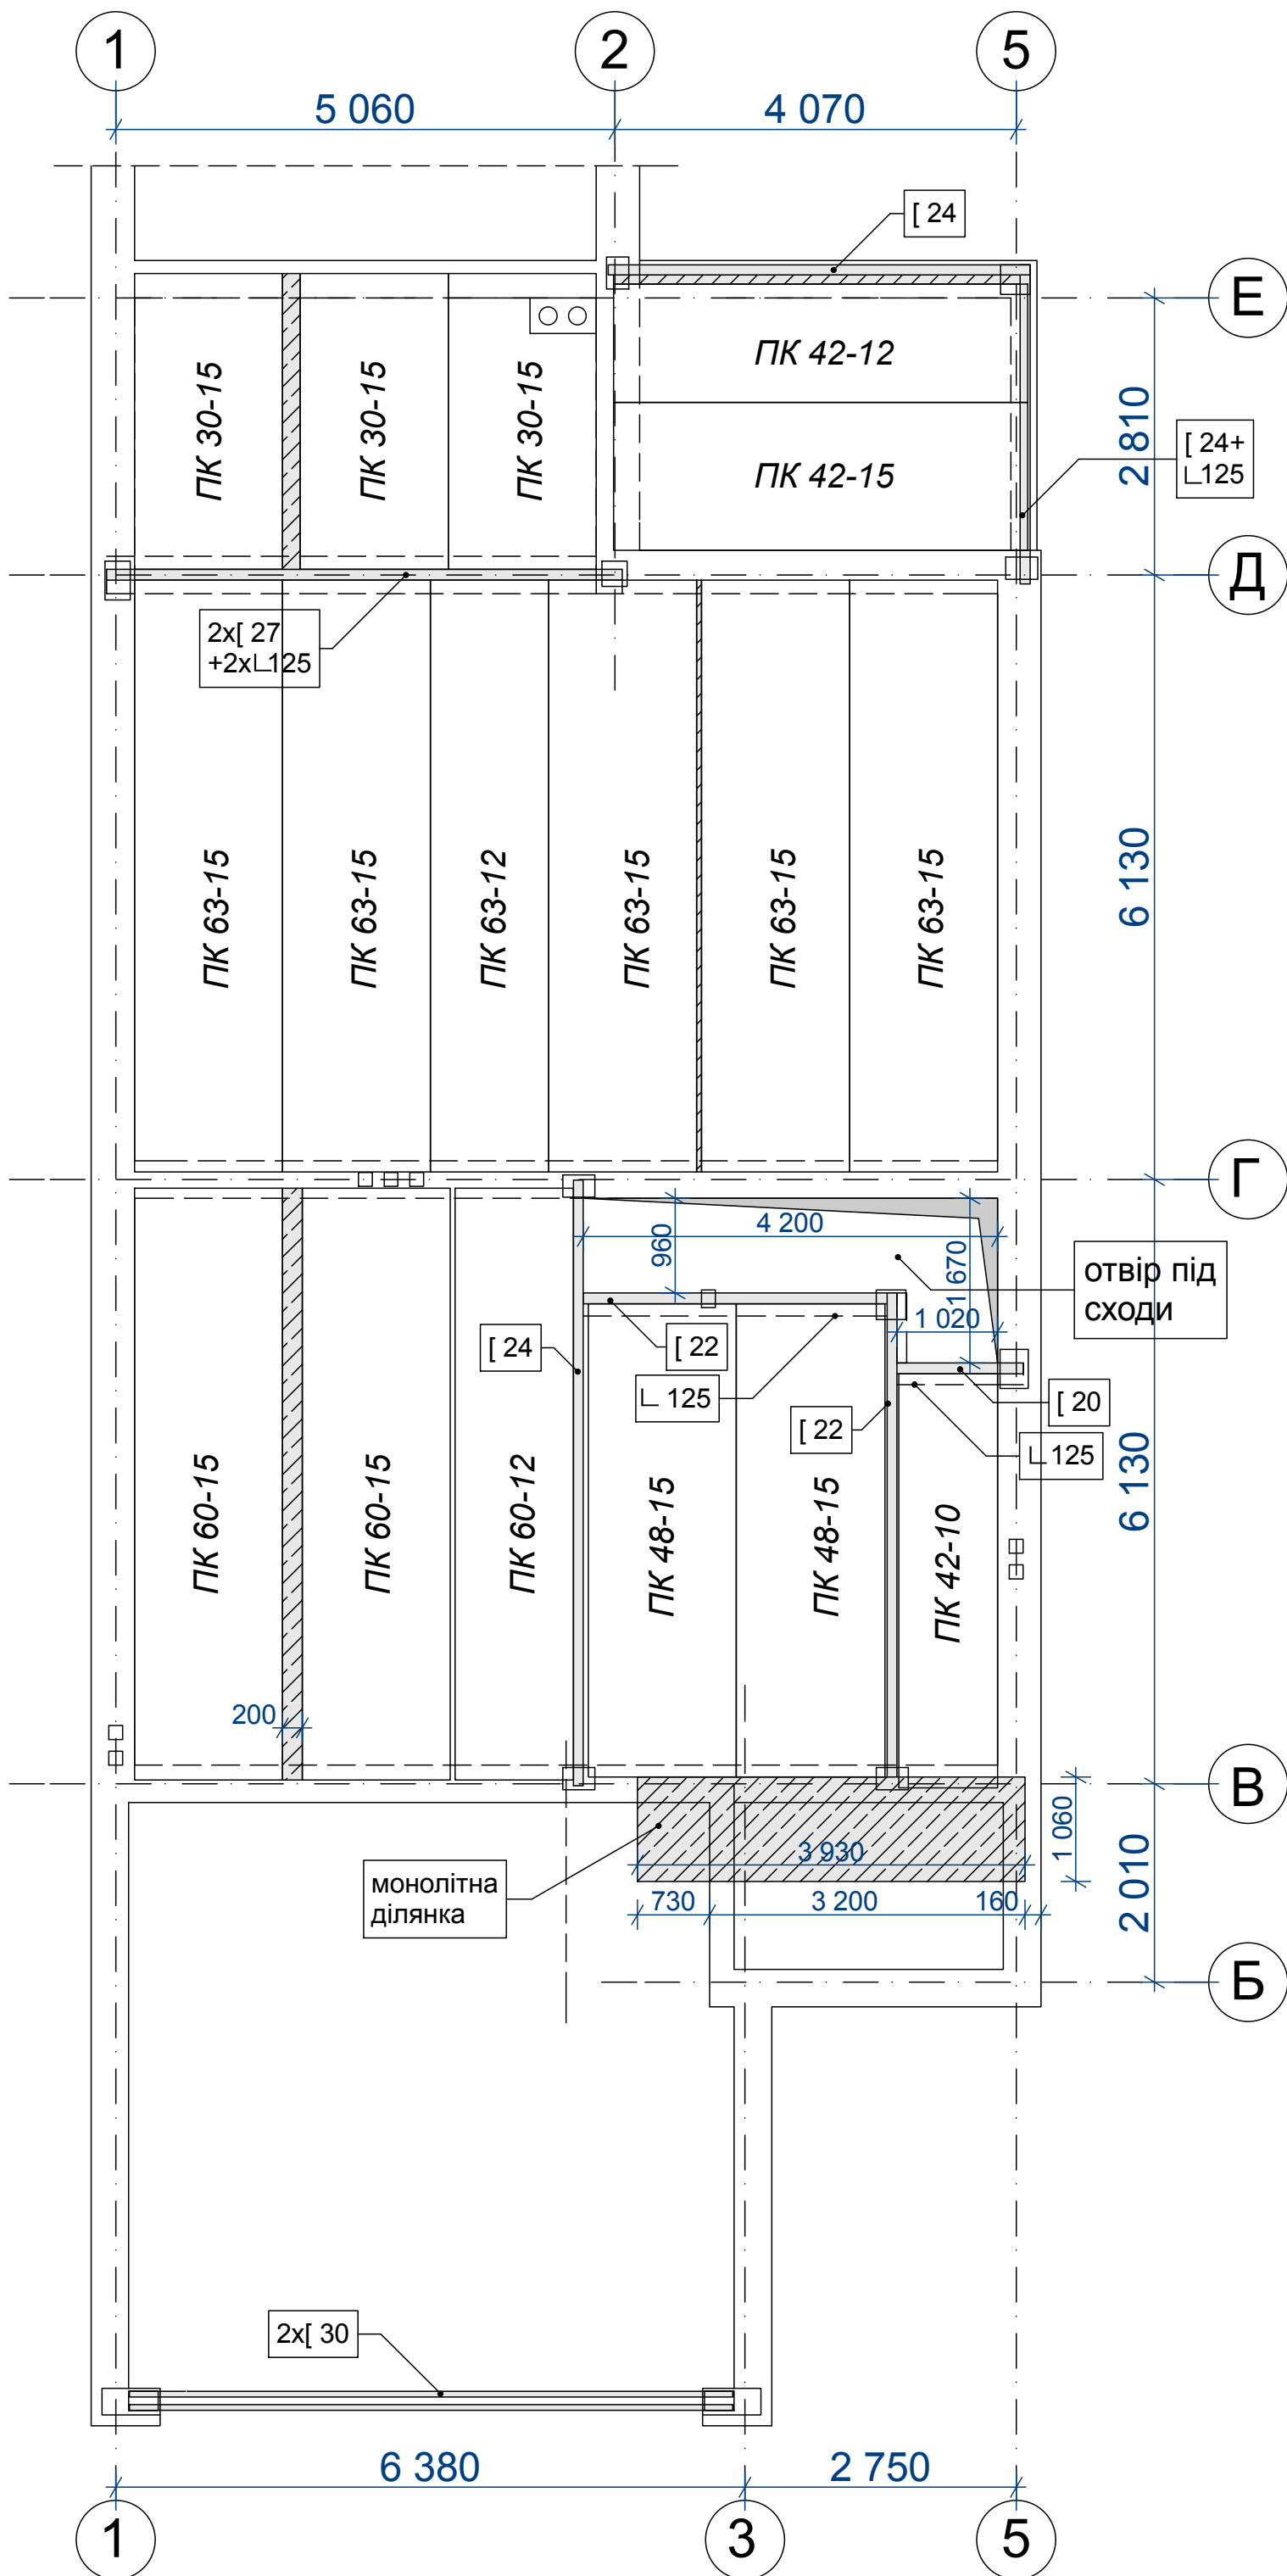 1
2
5
5 060
4 070
[ 24
Е
ПК 42-12
ПК 30-15
ПК 30-15
ПК 30-15
2 810
[ 24+
∟125
ПК 42-15
Д
2х[ 27
+2х∟125
6 130
ПК 63-15
ПК 63-15
ПК 63-12
ПК 63-15
ПК 63-15
ПК 63-15
Г
4 200
960
1 670
отвір під
сходи
1 020
[ 24
[ 22
∟ 125
[ 20
[ 22
∟125
6 130
ПК 60-15
ПК 60-15
ПК 60-12
ПК 48-15
ПК 48-15
ПК 42-10
200
В
1 060
3 930
монолітна
ділянка
730
3 200
160
2 010
Б
2х[ 30
6 380
2 750
1
3
5